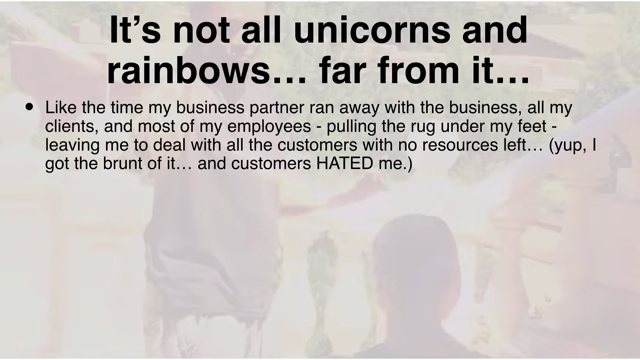 It’s not all unicorns and
rainbows… far from it…
• Like the time my business partner ran away with the business, all my
clients, and most of my employees - pulling the rug under my feet -
leaving me to deal with all the customers with no resources left… (yup, I
got the brunt of it… and customers HATED me.)